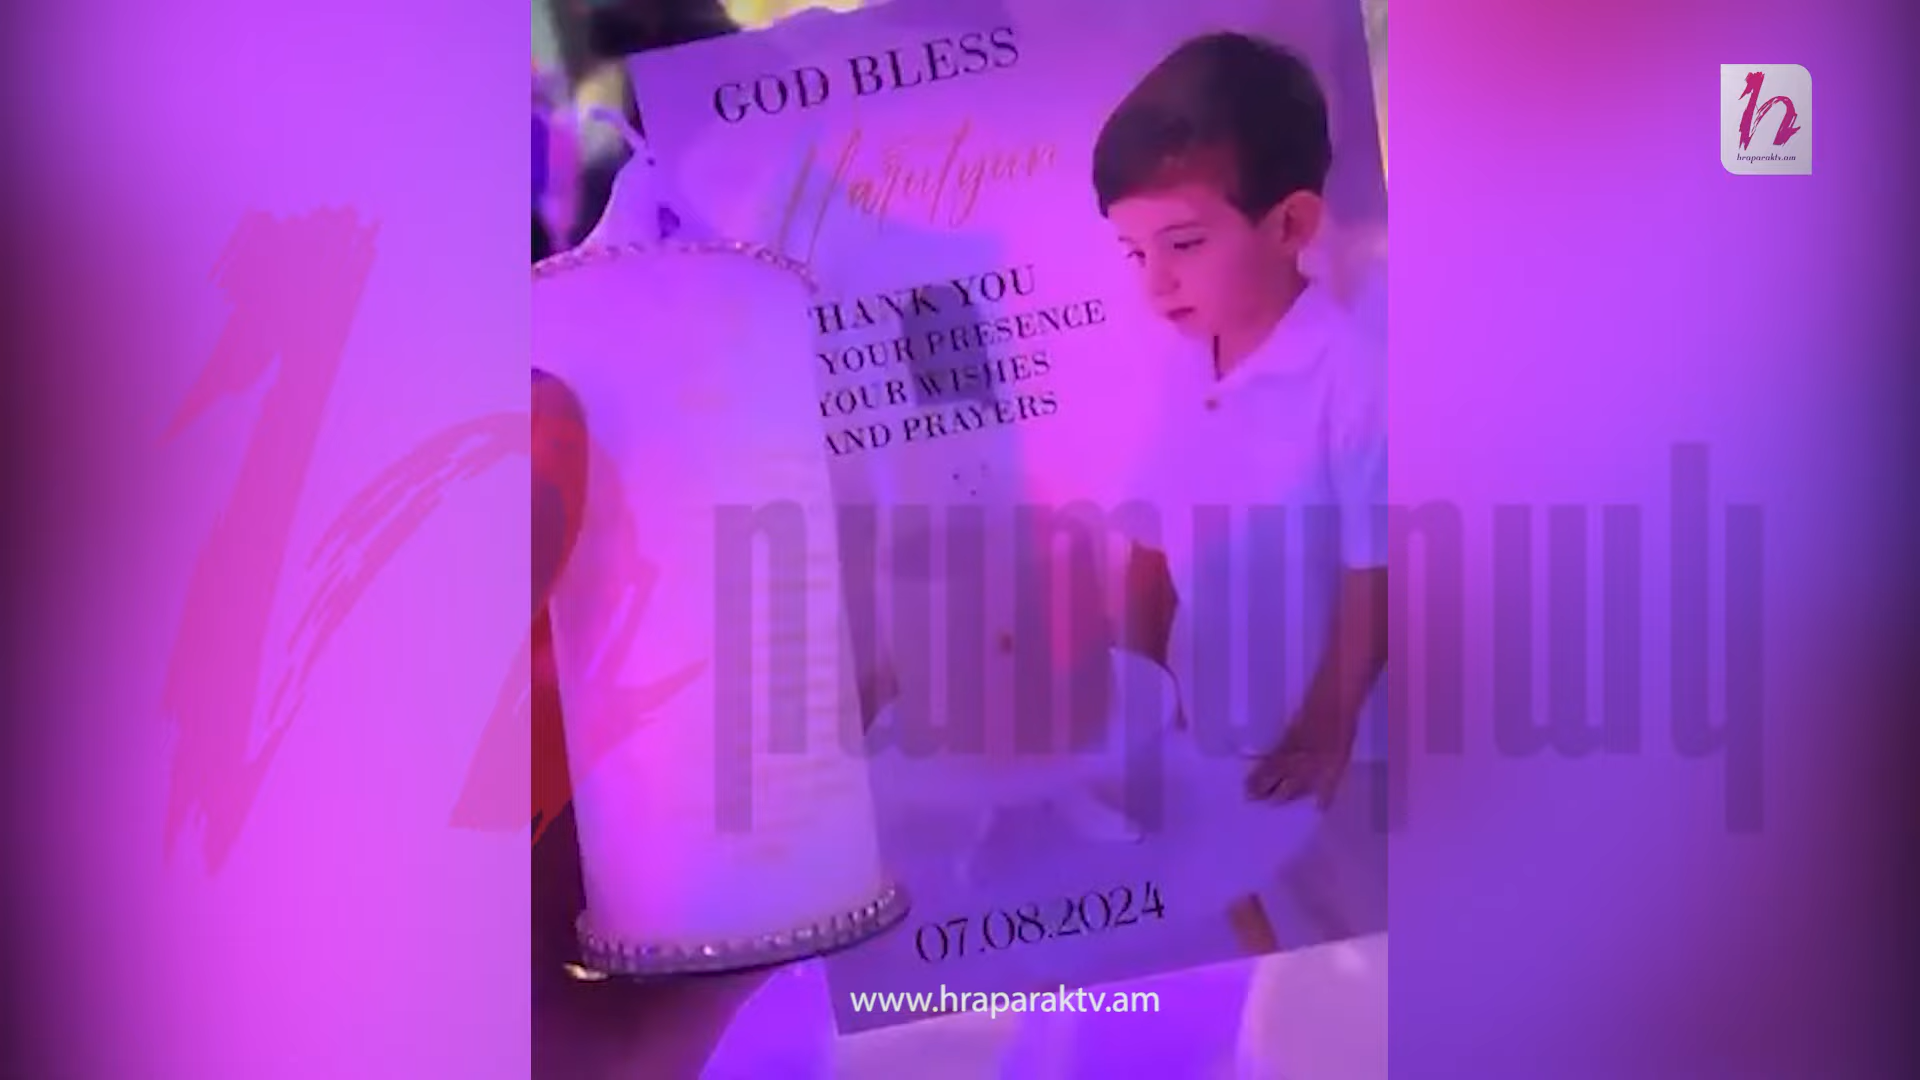 GOD BLESS
Harutyun
THANK YOU
YOUR PRESENCE
YOUR WISHES
AND PRAYERS
07.08.2024
www.hraparaktv.am
hraparaktv.am
հրապարակ